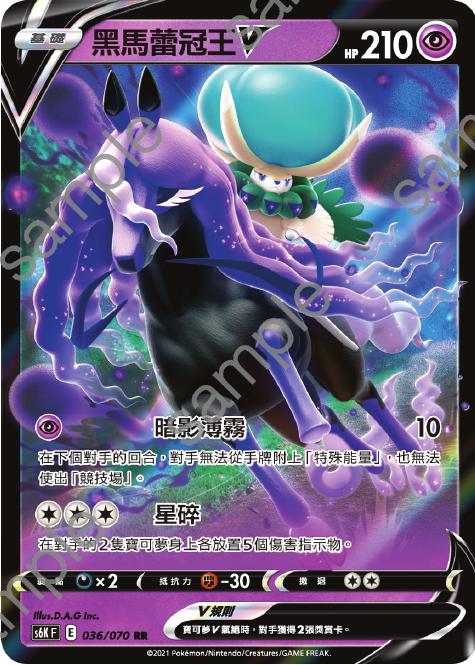 基礎 黑馬蕾冠王V HP 210
sample
sample
sample
sample
sample
sample
暗影薄霧 10
在下個對手的回合，對手無法從手牌附上「特殊能量」，也無法
使出「競技場」。
星碎
在對手的2隻寶可夢身上各放置5個傷害指示物。
弱點 ×2 抵抗力 -30 撤退
Illus.D.A.G Inc.
s6K F E 036/070 RR
V規則
寶可夢V氣絕時，對手獲得2張獎賞卡。
©2021 Pokémon/Nintendo/Creatures/GAME FREAK.